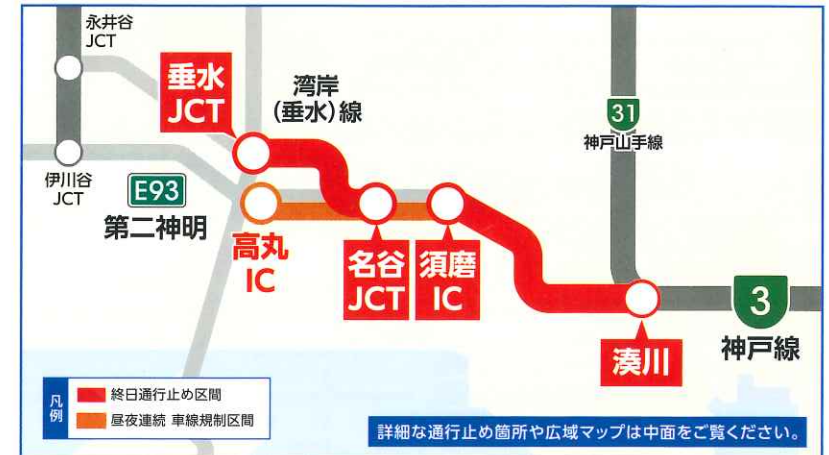 永井谷
JCT
垂水
JCT
湾岸
(垂水)線
31
神戸山手線
伊川谷
JCT
E93
第二神明
高丸
IC
名谷
JCT
須磨
IC
湊川
3
神戸線
凡例
終日通行止め区間
昼夜連続 車線規制区間
詳細な通行止め箇所や広域マップは中面をご覧ください。